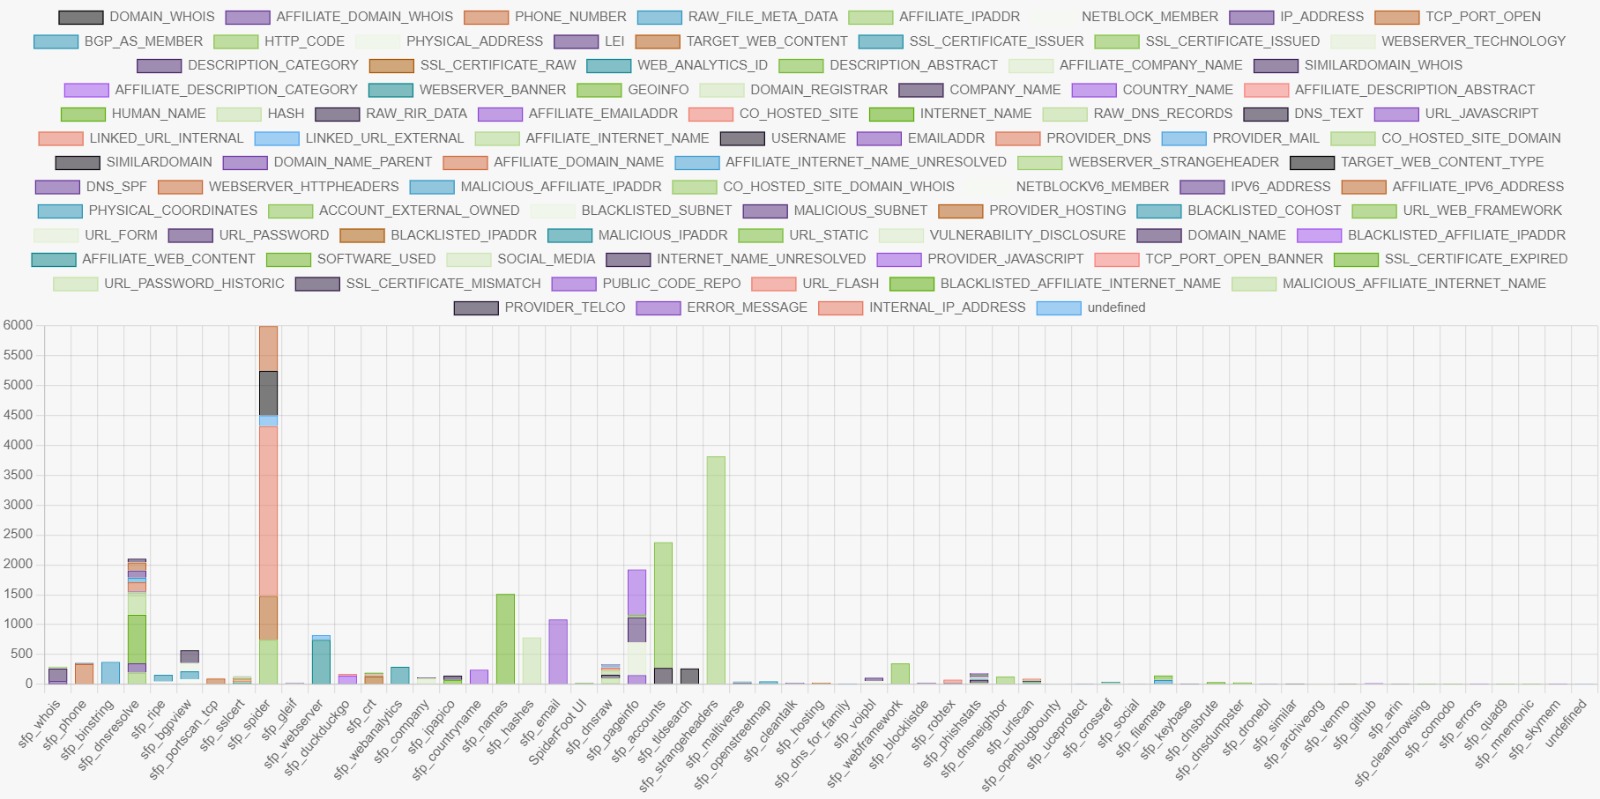 DOMAIN_WHOIS AFFILIATE_DOMAIN_WHOIS PHONE_NUMBER RAW_FILE_META_DATA AFFILIATE_IPADDR NETBLOCK_MEMBER IP_ADDRESS TCP_PORT_OPEN
BGP_AS_MEMBER HTTP_CODE PHYSICAL_ADDRESS LEI TARGET_WEB_CONTENT SSL_CERTIFICATE_ISSUER SSL_CERTIFICATE_ISSUED WEBSERVER_TECHNOLOGY
DESCRIPTION_CATEGORY SSL_CERTIFICATE_RAW WEB_ANALYTICS_ID DESCRIPTION_ABSTRACT AFFILIATE_COMPANY_NAME SIMILARDOMAIN_WHOIS
AFFILIATE_DESCRIPTION_CATEGORY WEBSERVER_BANNER GEOINFO DOMAIN_REGISTRAR COMPANY_NAME COUNTRY_NAME AFFILIATE_DESCRIPTION_ABSTRACT
HUMAN_NAME HASH RAW_RIR_DATA AFFILIATE_EMAILADDR CO_HOSTED_SITE INTERNET_NAME RAW_DNS_RECORDS DNS_TEXT URL_JAVASCRIPT
LINKED_URL_INTERNAL LINKED_URL_EXTERNAL AFFILIATE_INTERNET_NAME USERNAME EMAILADDR PROVIDER_DNS PROVIDER_MAIL CO_HOSTED_SITE_DOMAIN
SIMILARDOMAIN DOMAIN_NAME_PARENT AFFILIATE_DOMAIN_NAME AFFILIATE_INTERNET_NAME_UNRESOLVED WEBSERVER_STRANGEHEADER TARGET_WEB_CONTENT_TYPE
DNS_SPF WEBSERVER_HTTPHEADERS MALICIOUS_AFFILIATE_IPADDR CO_HOSTED_SITE_DOMAIN_WHOIS NETBLOCKV6_MEMBER IPV6_ADDRESS AFFILIATE_IPV6_ADDRESS
PHYSICAL_COORDINATES ACCOUNT_EXTERNAL_OWNED BLACKLISTED_SUBNET MALICIOUS_SUBNET PROVIDER_HOSTING BLACKLISTED_COHOST URL_WEB_FRAMEWORK
URL_FORM URL_PASSWORD BLACKLISTED_IPADDR MALICIOUS_IPADDR URL_STATIC VULNERABILITY_DISCLOSURE DOMAIN_NAME BLACKLISTED_AFFILIATE_IPADDR
AFFILIATE_WEB_CONTENT SOFTWARE_USED SOCIAL_MEDIA INTERNET_NAME_UNRESOLVED PROVIDER_JAVASCRIPT TCP_PORT_OPEN_BANNER SSL_CERTIFICATE_EXPIRED
URL_PASSWORD_HISTORIC SSL_CERTIFICATE_MISMATCH PUBLIC_CODE_REPO URL_FLASH BLACKLISTED_AFFILIATE_INTERNET_NAME MALICIOUS_AFFILIATE_INTERNET_NAME
PROVIDER_TELCO ERROR_MESSAGE INTERNAL_IP_ADDRESS undefined
6000
5500
5000
4500
4000
3500
3000
2500
2000
1500
1000
500
0
sfp_whois
sfp_phone
sfp_binstring
sfp_dnsresolve
sfp_ripe
sfp_bgpview
sfp_portscan_tcp
sfp_sslcert
sfp_spider
sfp_gleif
sfp_webserver
sfp_duckduckgo
sfp_crt
sfp_webanalytics
sfp_company
sfp_ipapico
sfp_countryname
sfp_names
sfp_hashes
sfp_email
SpiderFoot UI
sfp_dnsraw
sfp_pageinfo
sfp_accounts
sfp_tldsearch
sfp_strangeheaders
sfp_maltiverse
sfp_openstreetmap
sfp_cleantalk
sfp_hosting
sfp_dns_for_family
sfp_voipbl
sfp_webframework
sfp_blocklistde
sfp_robtex
sfp_phishstats
sfp_dnsneighbor
sfp_urlscan
sfp_openbugbounty
sfp_uceprotect
sfp_crossref
sfp_social
sfp_filemeta
sfp_keybase
sfp_dnsbrute
sfp_dnsdumpster
sfp_dronebl
sfp_similar
sfp_archiveorg
sfp_venmo
sfp_github
sfp_arin
sfp_cleanbrowsing
sfp_comodo
sfp_errors
sfp_quad9
sfp_mnemonic
sfp_skymem
undefined